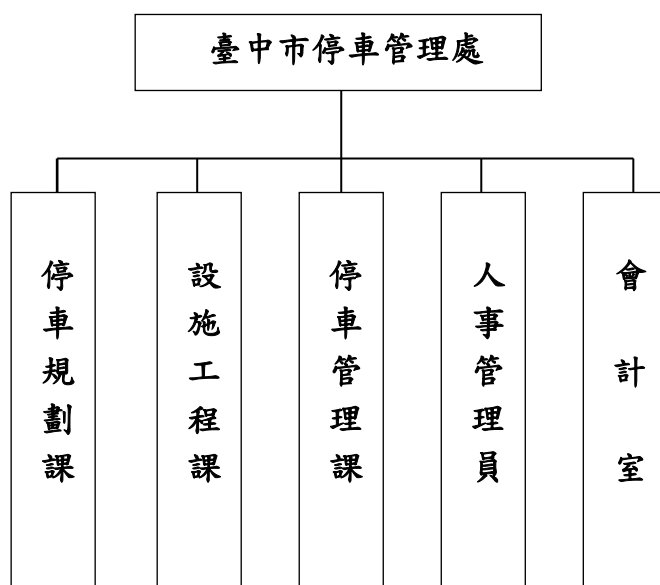 臺中市停車管理處
停車規劃課
設施工程課
停車管理課
人事管理員
會計室